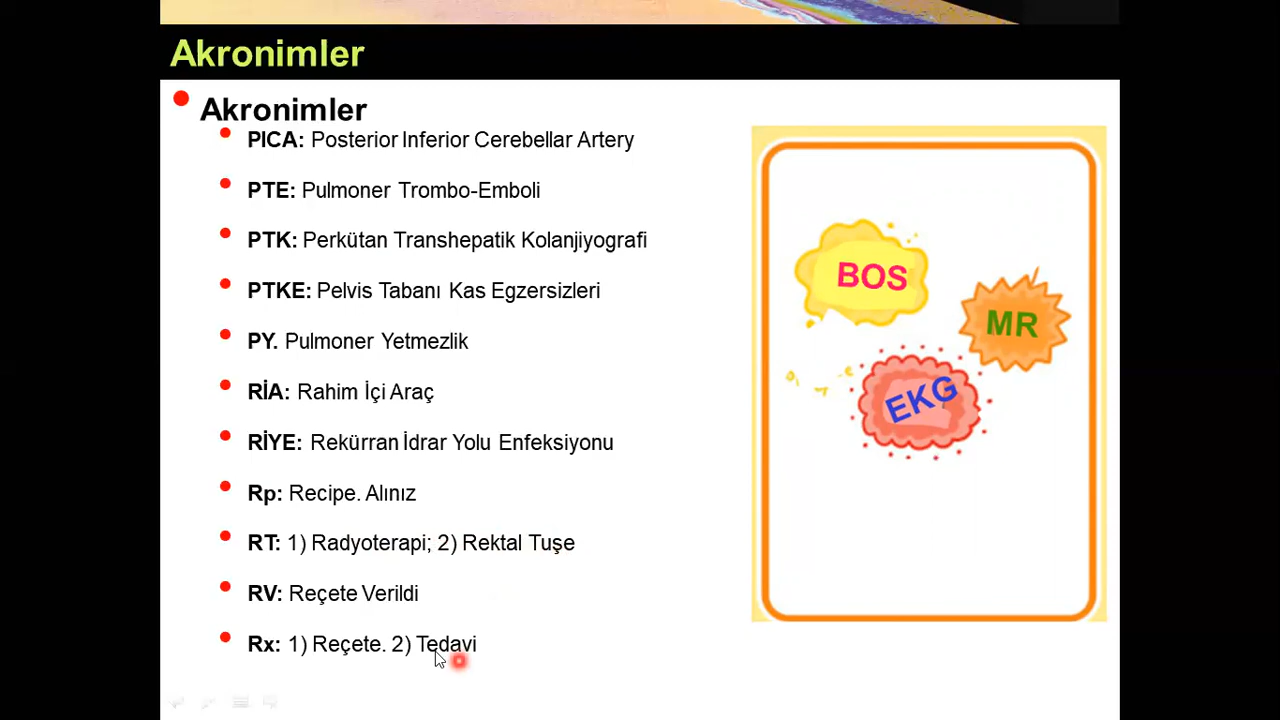 Akronimler
Akronimler
PICA: Posterior Inferior Cerebellar Artery
PTE: Pulmoner Trombo-Emboli
PTK: Perkütan Transhepatik Kolanjiyografi
PTKE: Pelvis Tabanı Kas Egzersizleri
PY. Pulmoner Yetmezlik
RİA: Rahim İçi Araç
RİYE: Rekürran İdrar Yolu Enfeksiyonu
Rp: Recipe. Alınız
RT: 1) Radyoterapi; 2) Rektal Tuşe
RV: Reçete Verildi
Rx: 1) Reçete. 2) Tedavi
BOS
MR
EKG